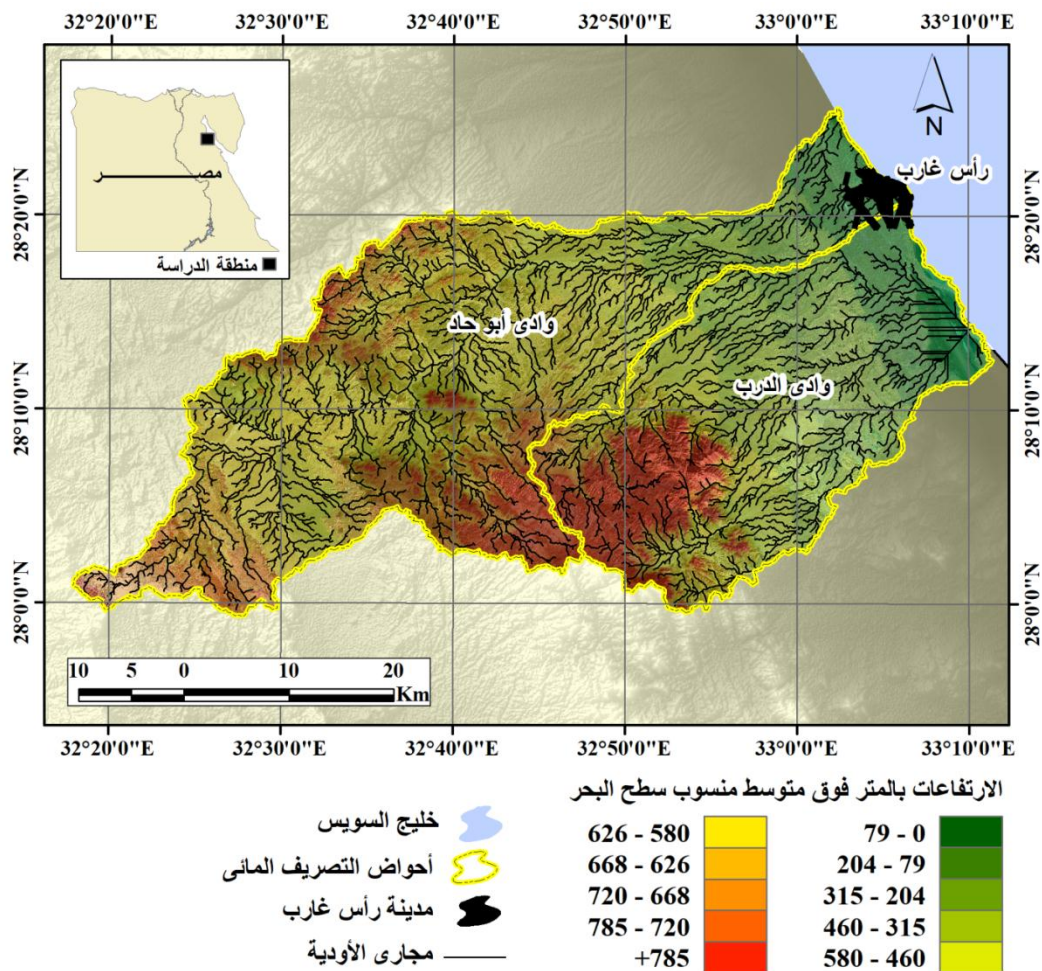 32°20'0"E 32°30'0"E 32°40'0"E 32°50'0"E 33°0'0"E 33°10'0"E
28°20'0"N
28°10'0"N
28°0'0"N
28°20'0"N
28°10'0"N
28°0'0"N
مصر
منطقة الدراسة
N
رأس غارب
وادى أبو حاد
وادى الدرب
10 5 0 10 20
Km
32°20'0"E 32°30'0"E 32°40'0"E 32°50'0"E 33°0'0"E 33°10'0"E
الارتفاعات بالمتر فوق متوسط منسوب سطح البحر
79 - 0
204 - 79
315 - 204
460 - 315
580 - 460
626 - 580
668 - 626
720 - 668
785 - 720
+785
خليج السويس
أحواض التصريف المائى
مدينة رأس غارب
مجارى الأودية